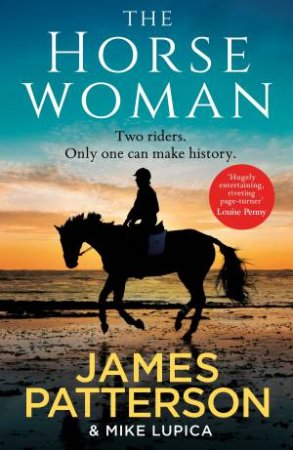 THE
HORSE
WOMAN
Two riders.
Only one can make history.
'Hugely
entertaining,
riveting
page-turner'
Louise Penny
JAMES
PATTERSON
& MIKE LUPICA